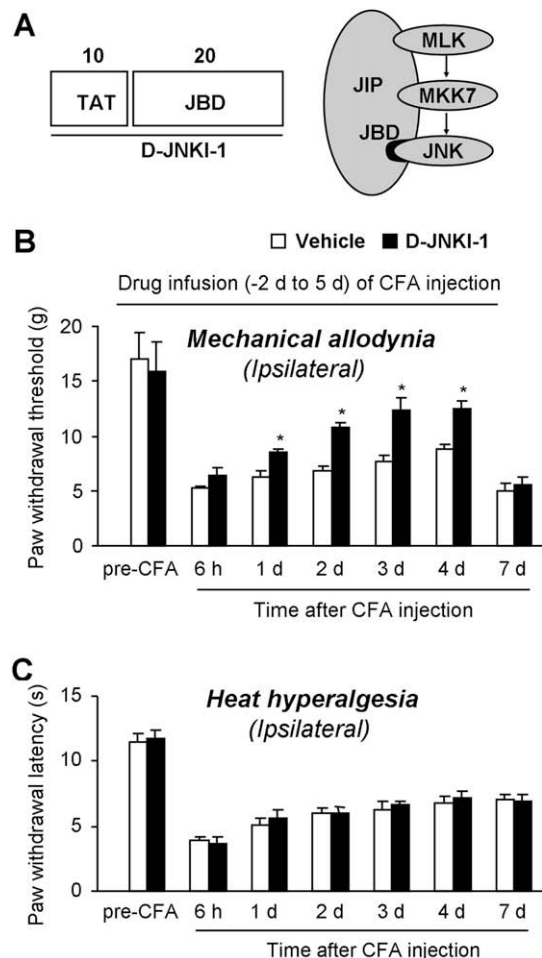 A
10 20
TAT JBD
D-JNKI-1
MLK
JIP
MKK7
JBD
JNK
B
Vehicle D-JNKI-1
Drug infusion (-2 d to 5 d) of CFA injection
Mechanical allodynia
(Ipsilateral)
Paw withdrawal threshold (g)
20
15
10
5
0
* * * *
pre-CFA 6 h 1 d 2 d 3 d 4 d 7 d
Time after CFA injection
C
Heat hyperalgesia
(Ipsilateral)
Paw withdrawal latency (s)
15
10
5
0
pre-CFA 6 h 1 d 2 d 3 d 4 d 7 d
Time after CFA injection